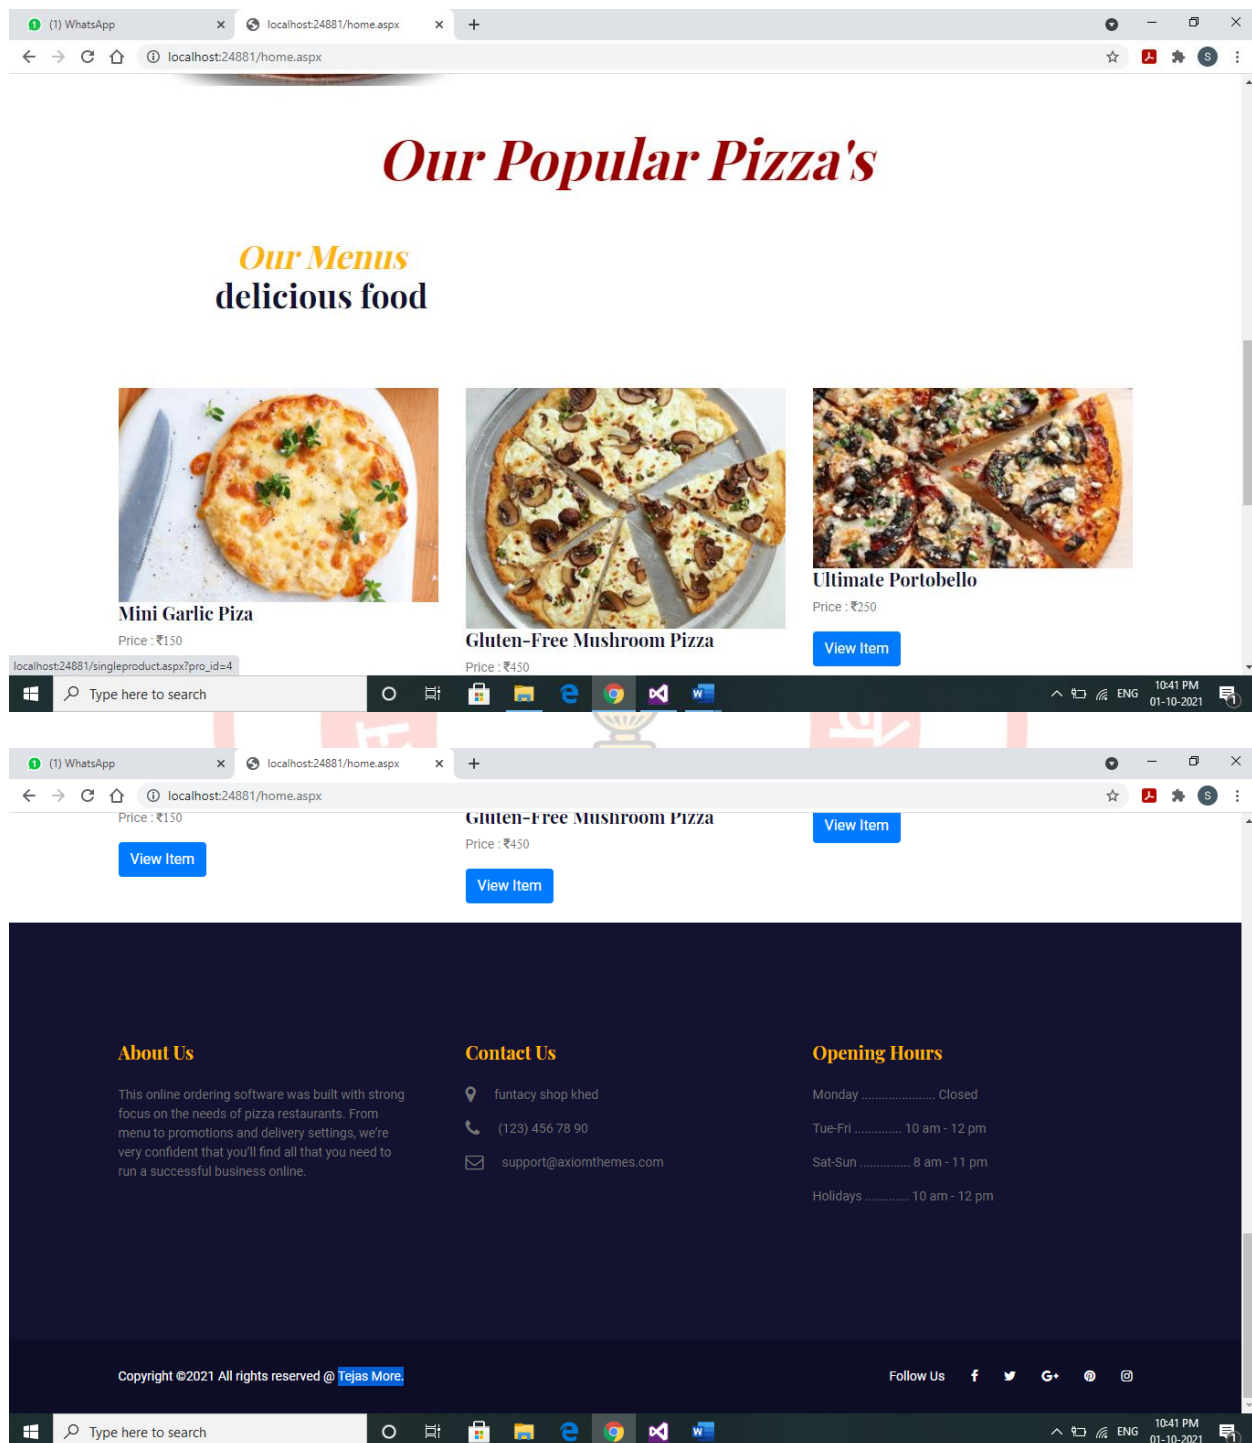 (1) WhatsApp
localhost:24881/home.aspx
localhost:24881/home.aspx
S
Our Popular Pizza's
Our Menus
delicious food
Mini Garlic Piza
Price : ₹150
Gluten-Free Mushroom Pizza
Price : ₹450
Ultimate Portobello
Price : ₹250
View Item
localhost:24881/singleproduct.aspx?pro_id=4
Type here to search
ENG
10:41 PM
01-10-2021
(1) WhatsApp
localhost:24881/home.aspx
localhost:24881/home.aspx
S
Price : ₹150
View Item
Gluten-Free Mushroom Pizza
Price : ₹450
View Item
View Item
About Us
This online ordering software was built with strong
focus on the needs of pizza restaurants. From
menu to promotions and delivery settings, we're
very confident that you'll find all that you need to
run a successful business online.
Contact Us
funtacy shop khed
(123) 456 78 90
support@axiomthemes.com
Opening Hours
Monday ...................... Closed
Tue-Fri .............. 10 am - 12 pm
Sat-Sun ............... 8 am - 11 pm
Holidays ............. 10 am - 12 pm
Copyright ©2021 All rights reserved @ Tejas More.
Follow Us
Type here to search
ENG
10:41 PM
01-10-2021